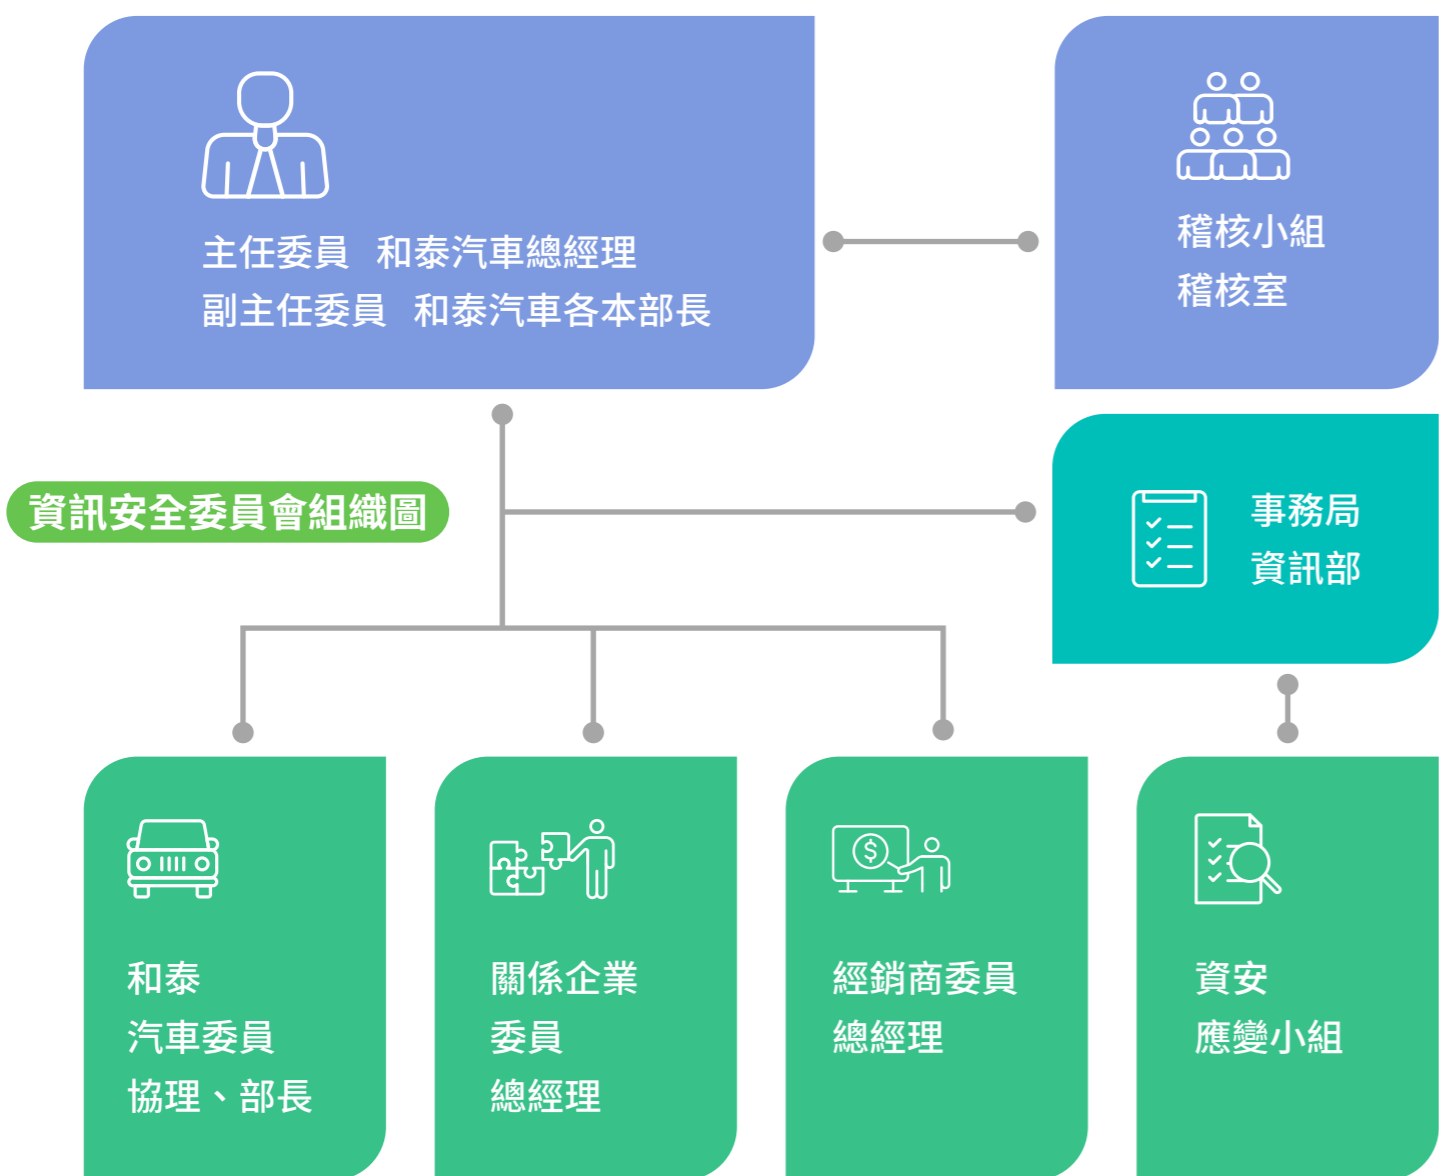 主任委員 和泰汽車總經理
副主任委員 和泰汽車各本部長
稽核小組
稽核室
資訊安全委員會組織圖
事務局
資訊部
和泰
汽車委員
協理、部長
關係企業
委員
總經理
經銷商委員
總經理
資安
應變小組